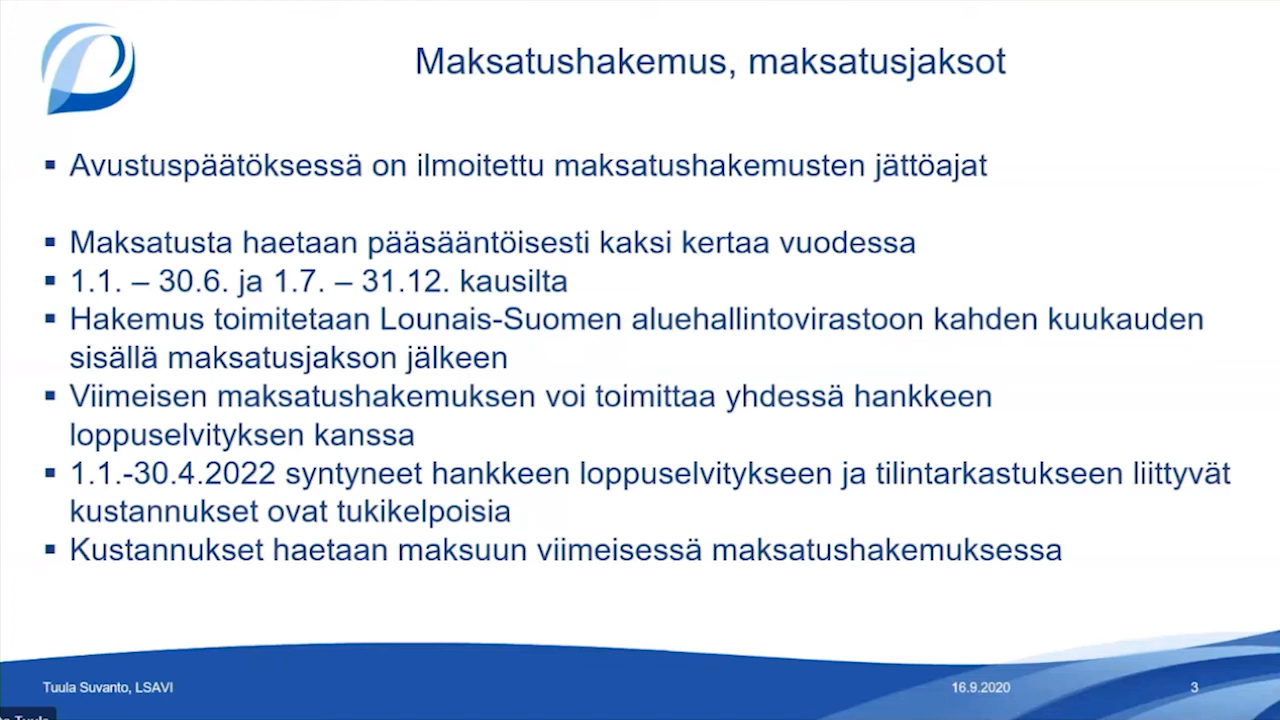 Maksatushakemus, maksatusjaksot
▪ Avustuspäätöksessä on ilmoitettu maksatushakemusten jättöajat
▪ Maksatusta haetaan pääsääntöisesti kaksi kertaa vuodessa
▪ 1.1. – 30.6. ja 1.7. – 31.12. kausilta
▪ Hakemus toimitetaan Lounais-Suomen aluehallintovirastoon kahden kuukauden
sisällä maksatusjakson jälkeen
▪ Viimeisen maksatushakemuksen voi toimittaa yhdessä hankkeen
loppuselvityksen kanssa
▪ 1.1.-30.4.2022 syntyneet hankkeen loppuselvitykseen ja tilintarkastukseen liittyvät
kustannukset ovat tukikelpoisia
▪ Kustannukset haetaan maksuun viimeisessä maksatushakemuksessa
Tuula Suvanto, LSAVI
16.9.2020
3